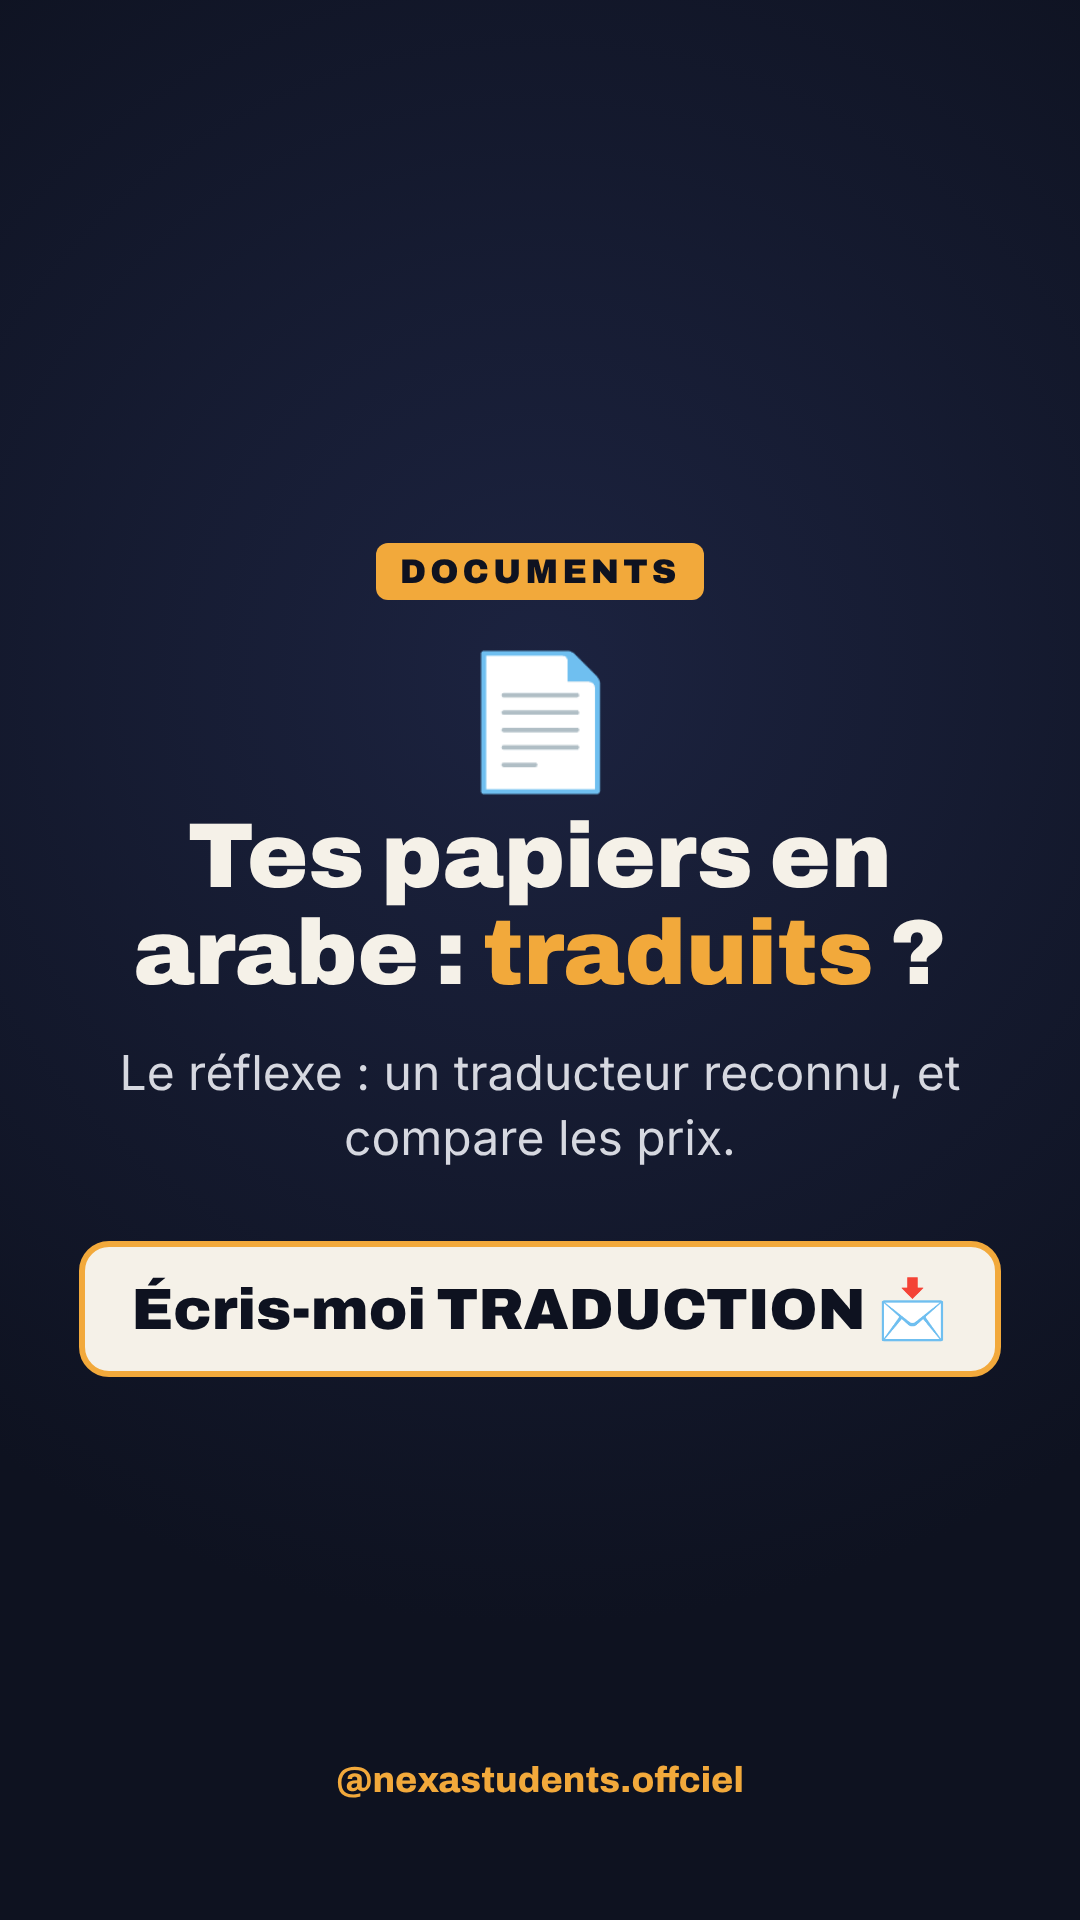 DOCUMENTS
Tes papiers en
arabe : traduits ?
Le réflexe : un traducteur reconnu, et
compare les prix.
Écris-moi TRADUCTION
@nexastudents.offciel